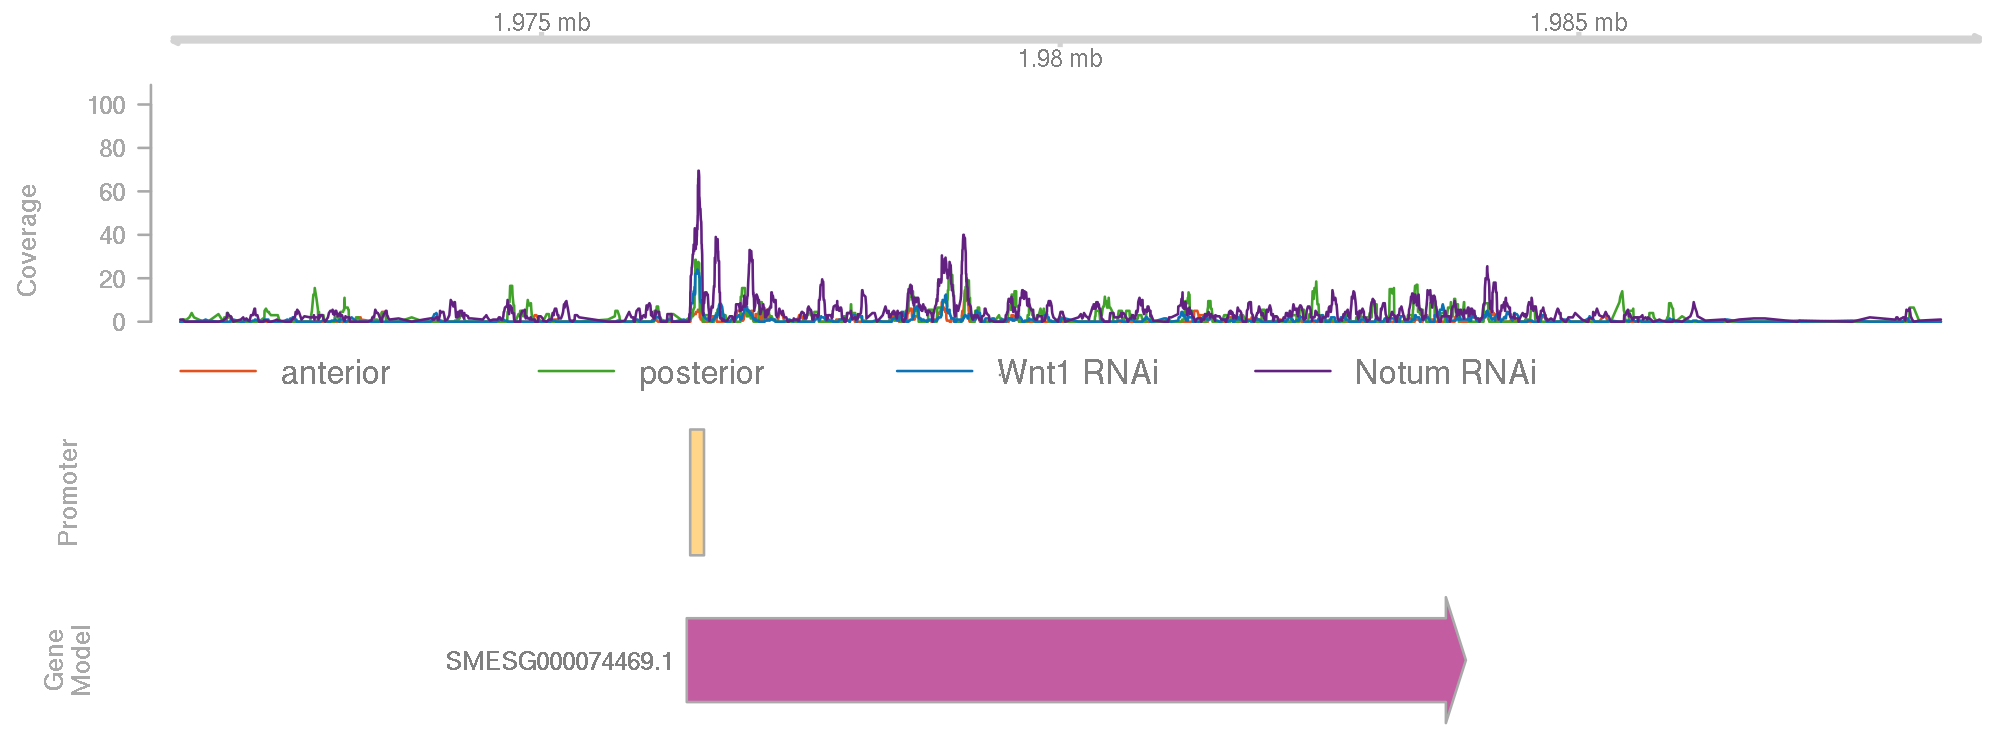 1.975 mb
1.985 mb
1.98 mb
Coverage
100
80
60
40
20
0
anterior
posterior
Wnt1 RNAi
Notum RNAi
Promoter
Gene
Model
SMESG000074469.1